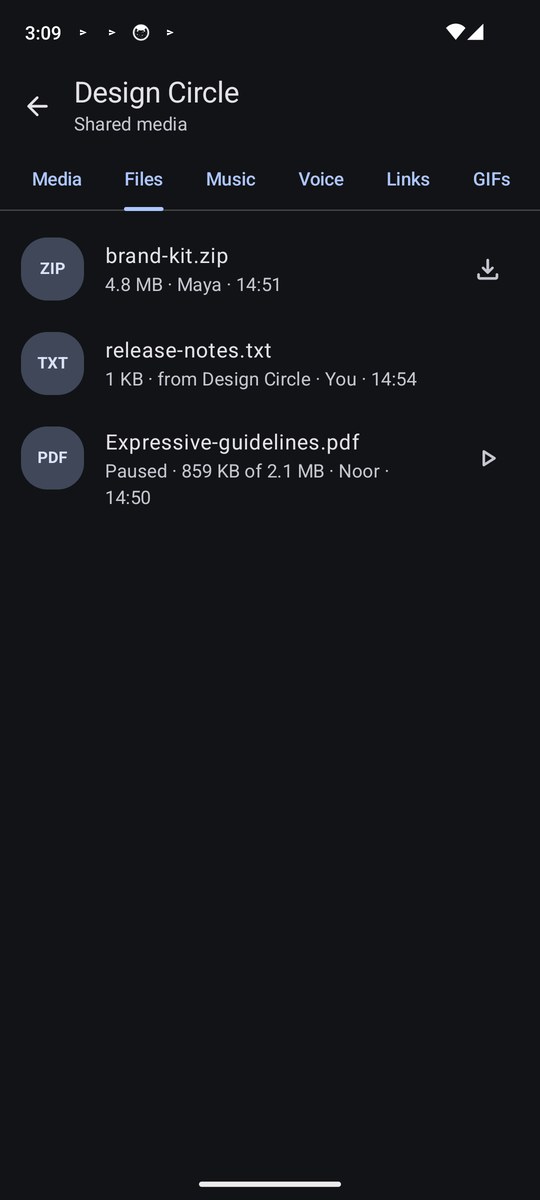 3:09
Design Circle
Shared media
Media Files Music Voice Links GIFs
ZIP
brand-kit.zip
4.8 MB · Maya · 14:51
TXT
release-notes.txt
1 KB · from Design Circle · You · 14:54
PDF
Expressive-guidelines.pdf
Paused · 859 KB of 2.1 MB · Noor ·
14:50